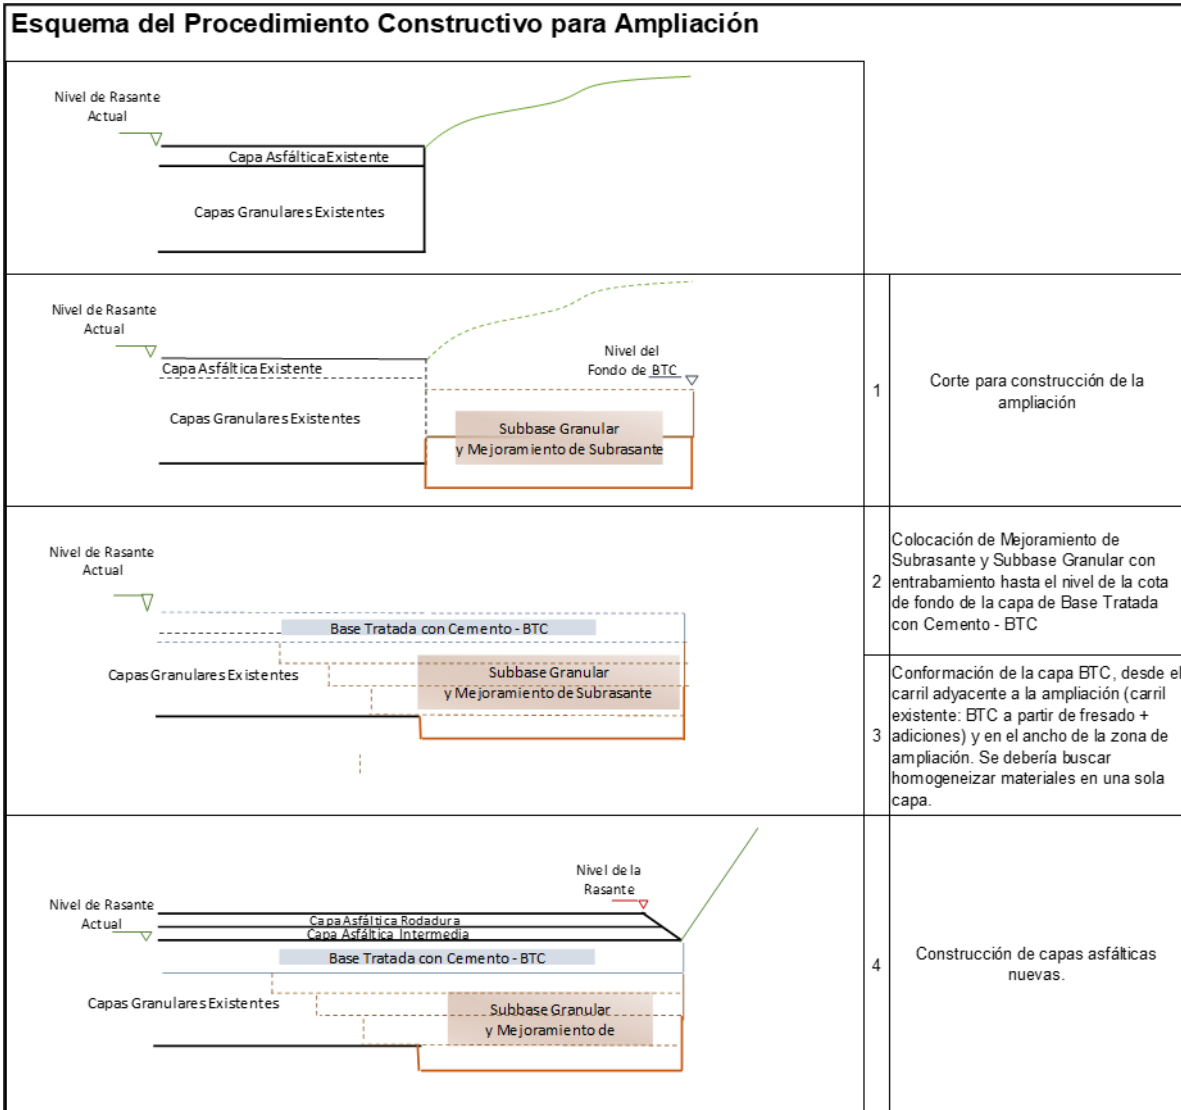 Esquema del Procedimiento Constructivo para Ampliación
Nivel de Rasante
Actual
Capa Asfáltica Existente
Capas Granulares Existentes
Nivel de Rasante
Actual
Capa Asfáltica Existente
Capas Granulares Existentes
Nivel del
Fondo de BTC
Subbase Granular
y Mejoramiento de Subrasante
1
Corte para construcción de la
ampliación
Nivel de Rasante
Actual
Base Tratada con Cemento - BTC
Capas Granulares Existentes
Subbase Granular
y Mejoramiento de Subrasante
2
Colocación de Mejoramiento de
Subrasante y Subbase Granular con
entrabamiento hasta el nivel de la cota
de fondo de la capa de Base Tratada
con Cemento - BTC
3
Conformación de la capa BTC, desde el
carril adyacente a la ampliación (carril
existente: BTC a partir de fresado +
adiciones) y en el ancho de la zona de
ampliación. Se debería buscar
homogeneizar materiales en una sola
capa.
Nivel de la
Rasante
Nivel de Rasante
Actual
Capa Asfáltica Rodadura
Capa Asfáltica Intermedia
Base Tratada con Cemento - BTC
Capas Granulares Existentes
Subbase Granular
y Mejoramiento de
4
Construcción de capas asfálticas
nuevas.